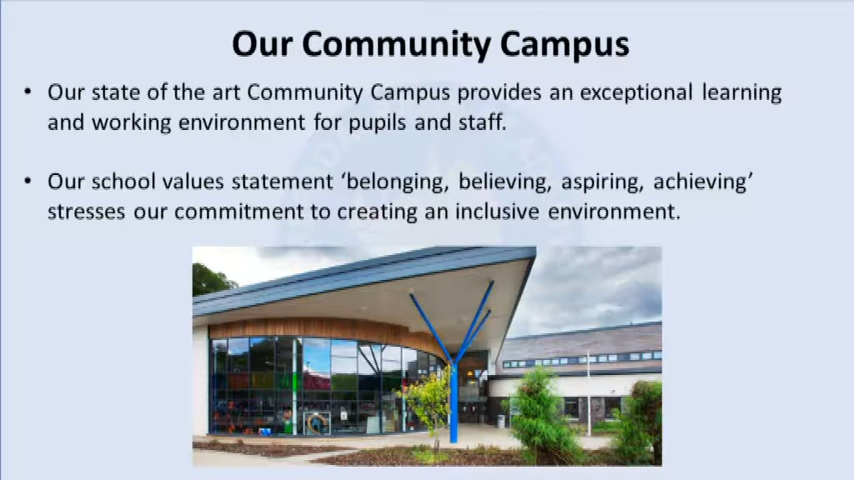 Our Community Campus
• Our state of the art Community Campus provides an exceptional learning
and working environment for pupils and staff.
• Our school values statement ‘belonging, believing, aspiring, achieving’
stresses our commitment to creating an inclusive environment.